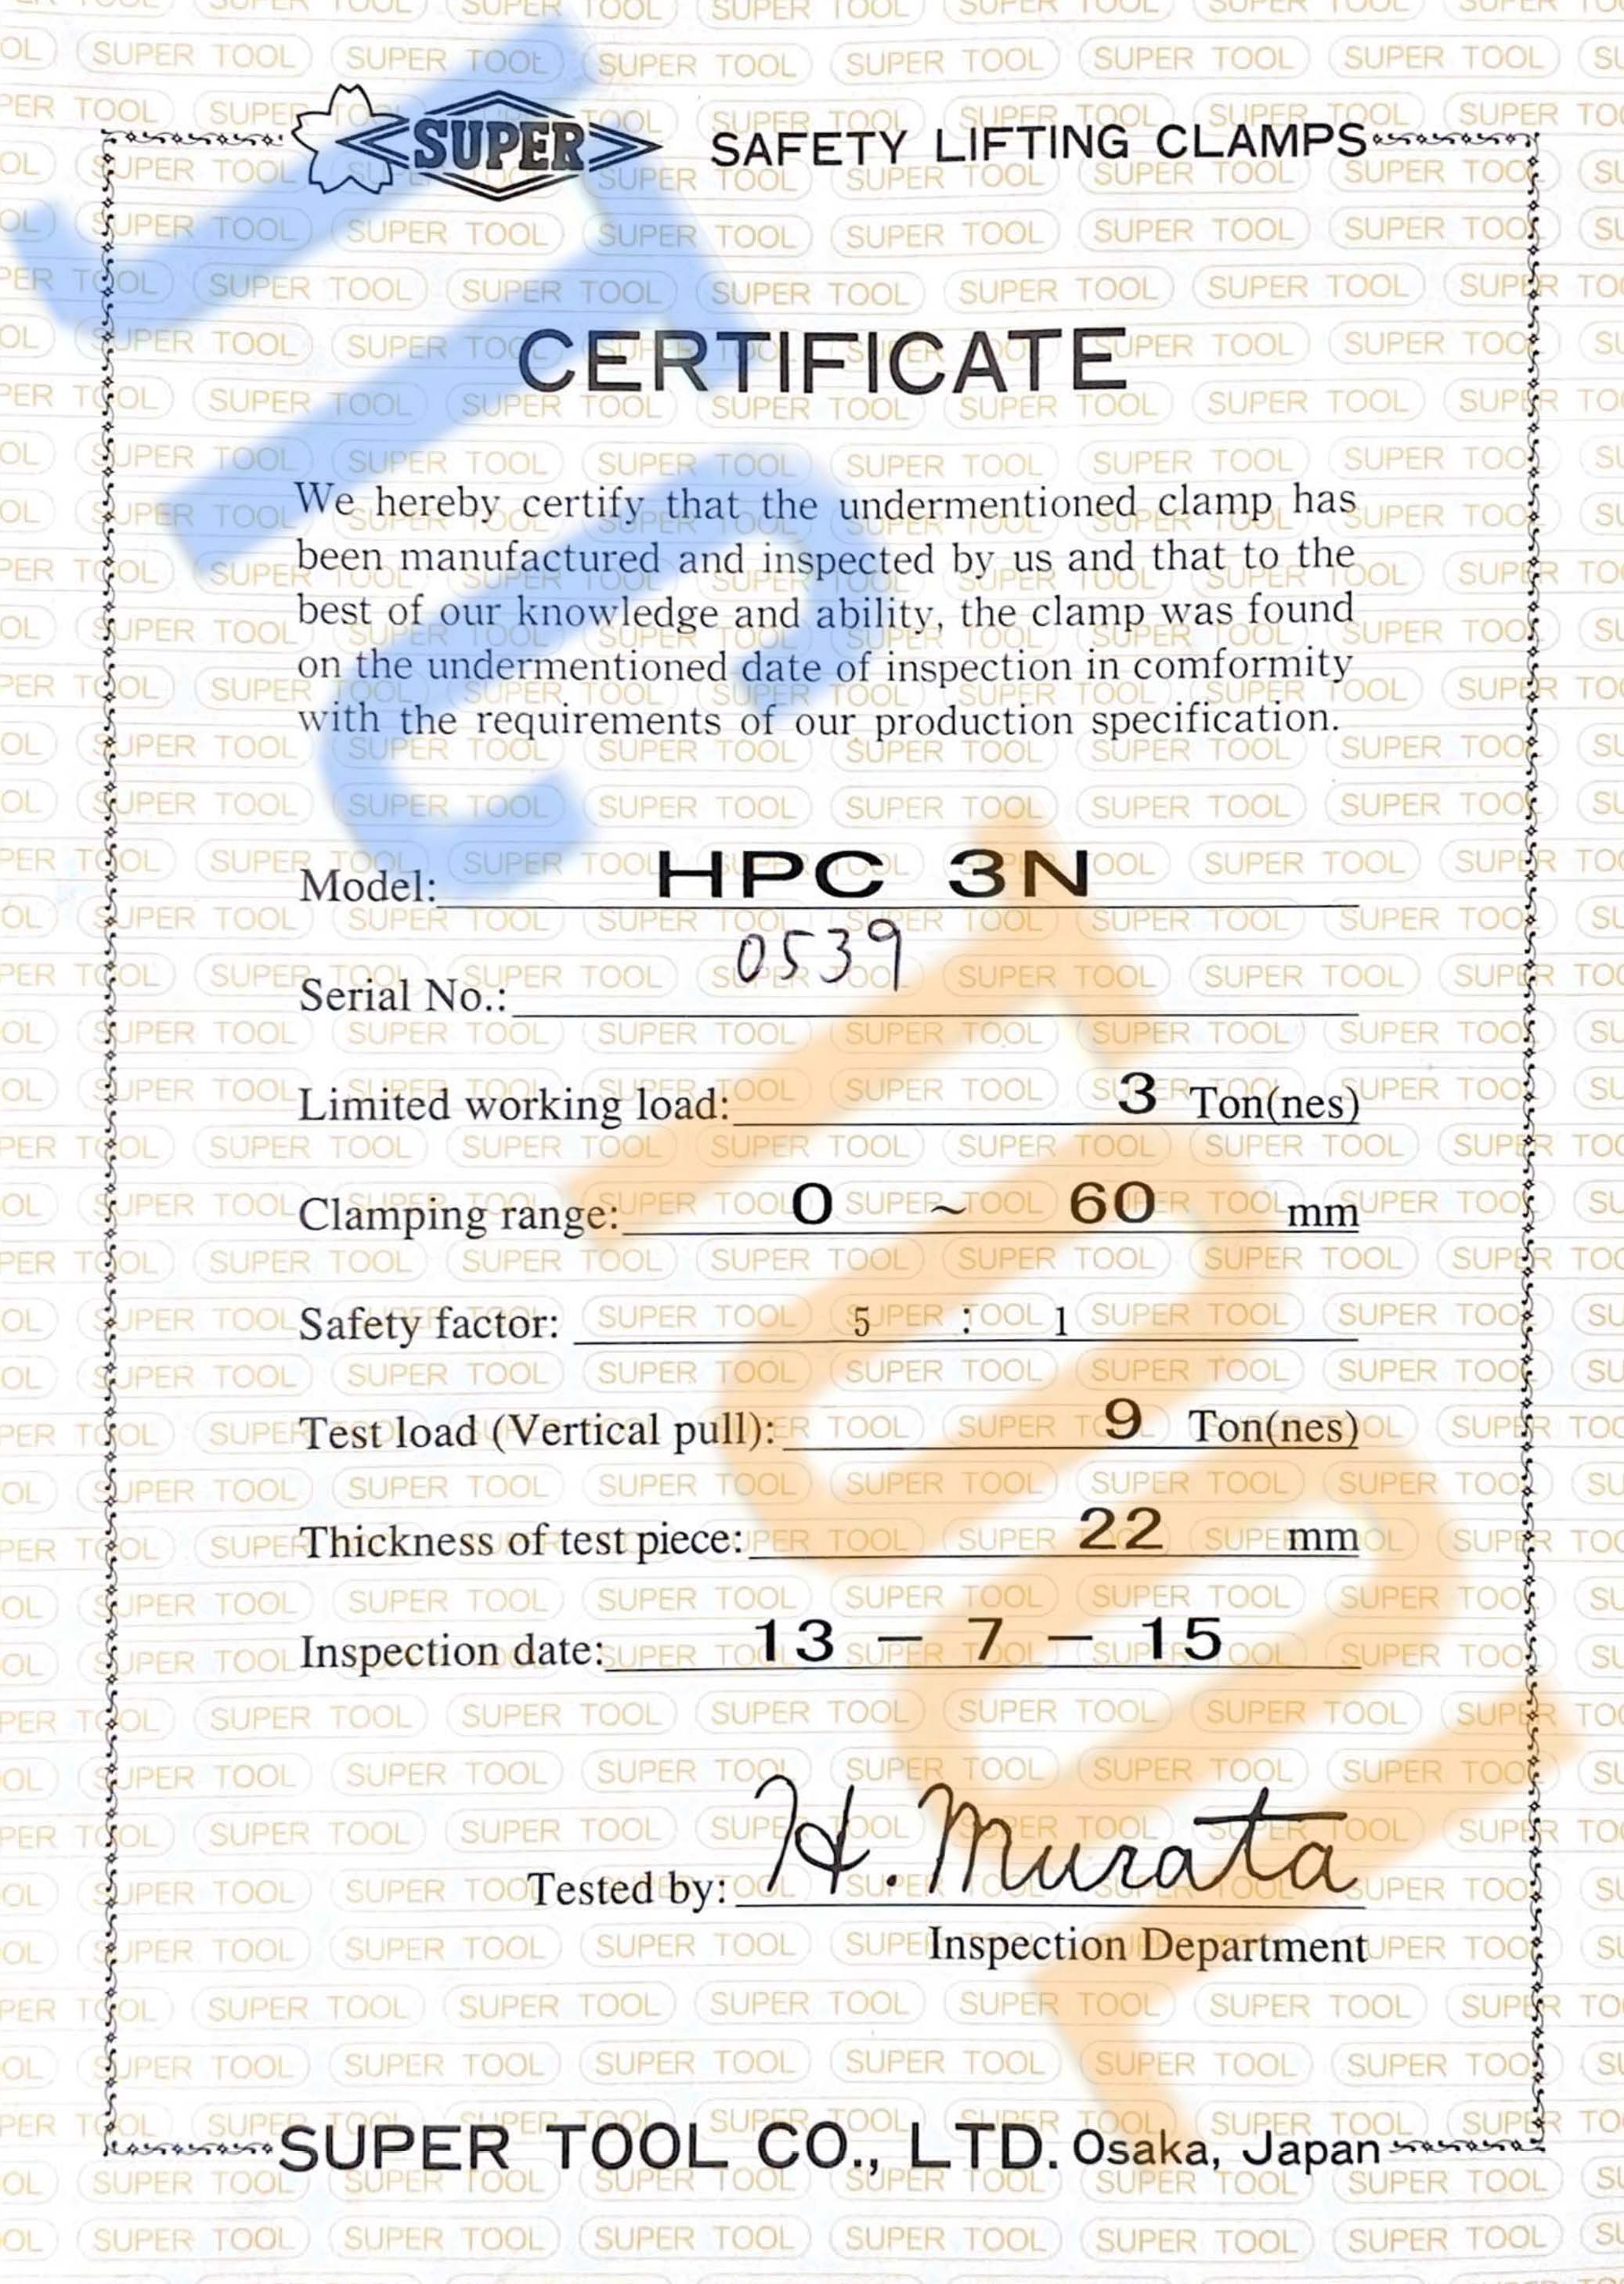 SUPER SAFETY LIFTING CLAMPS
CERTIFICATE
We hereby certify that the undermentioned clamp has
been manufactured and inspected by us and that to the
best of our knowledge and ability, the clamp was found
on the undermentioned date of inspection in comformity
with the requirements of our production specification.
Model: HPC 3N
Serial No.: 0539
Limited working load: 3 Ton(nes)
Clamping range: 0 ~ 60 mm
Safety factor: 5 : 1
Test load (Vertical pull): 9 Ton(nes)
Thickness of test piece: 22 mm
Inspection date: 13 - 7 - 15
Tested by: H. Murata
Inspection Department
SUPER TOOL CO., LTD. Osaka, Japan